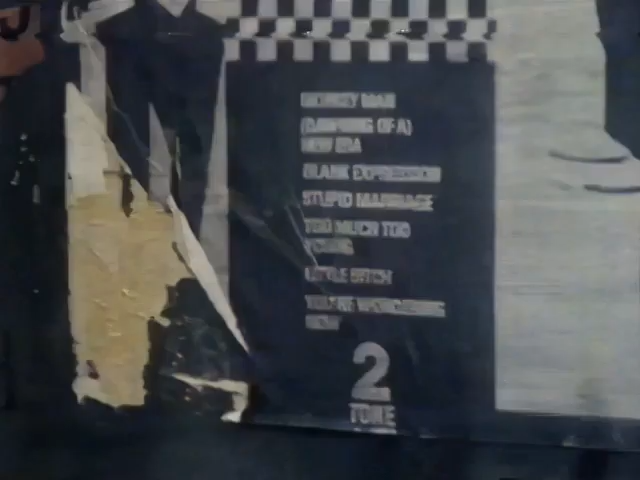 MONKEY MAN
(DAWNING OF A)
NEW ERA
BLANK EXPRESSION
STUPID MARRIAGE
TOO MUCH TOO
YOUNG
LITTLE BITCH
YOU'RE WONDERING
NOW
2
TONE